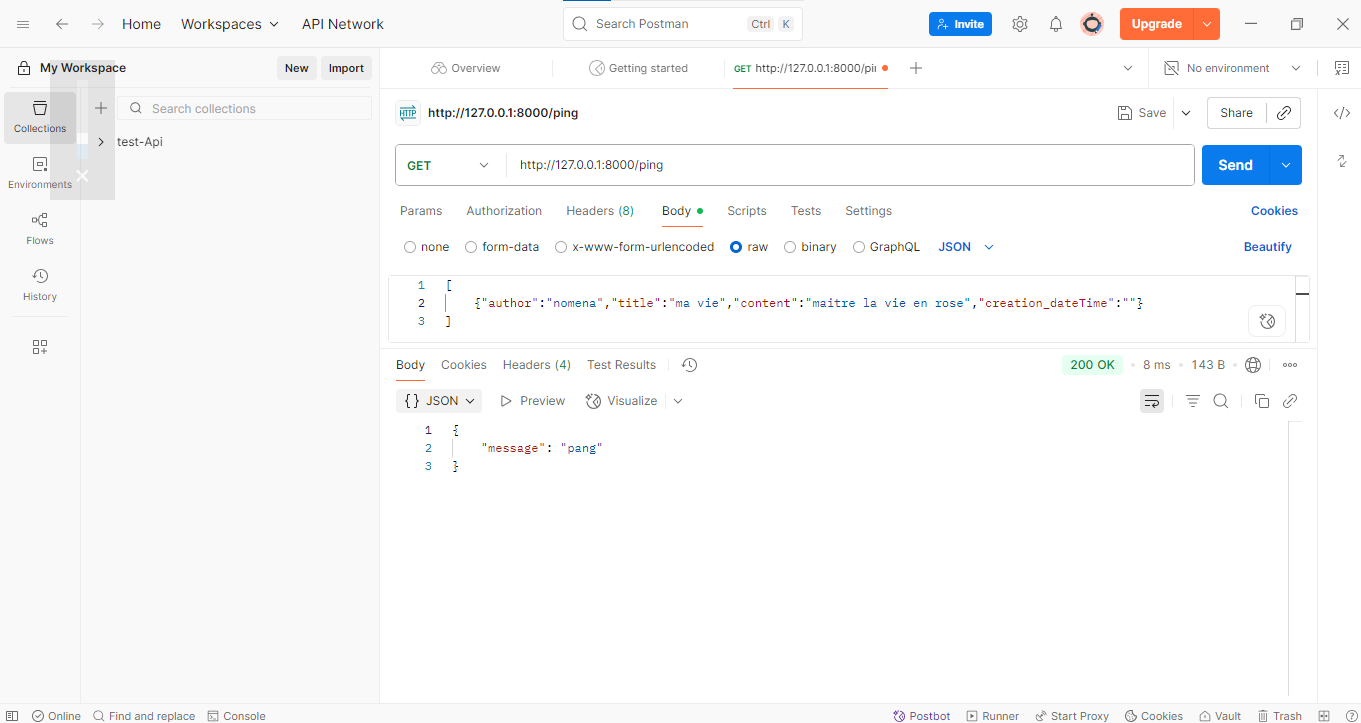 Home Workspaces API Network Search Postman Ctrl K Invite Upgrade
My Workspace New Import Overview Getting started GET http://127.0.0.1:8000/pin No environment
Collections
Search collections
test-Api
Environments
Flows
History
HTTP http://127.0.0.1:8000/ping Save Share
GET http://127.0.0.1:8000/ping Send
Params Authorization Headers (8) Body Scripts Tests Settings Cookies
none form-data x-www-form-urlencoded raw binary GraphQL JSON Beautify
1 [
2 {"author":"nomena","title":"ma vie","content":"maitre la vie en rose","creation_dateTime":""}
3 ]
Body Cookies Headers (4) Test Results 200 OK • 8 ms • 143 B •
{} JSON Preview Visualize
1 {
2 "message": "pang"
3 }
Online Find and replace Console Postbot Runner Start Proxy Cookies Vault Trash